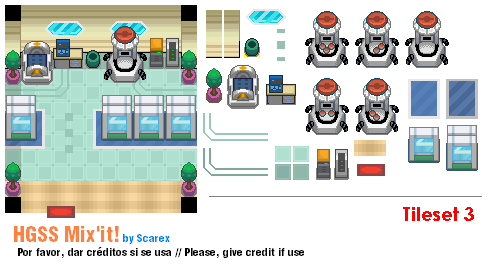 Tileset 3
HGSS Mix'it! by Scarex
Por favor, dar créditos si se usa // Please, give credit if use